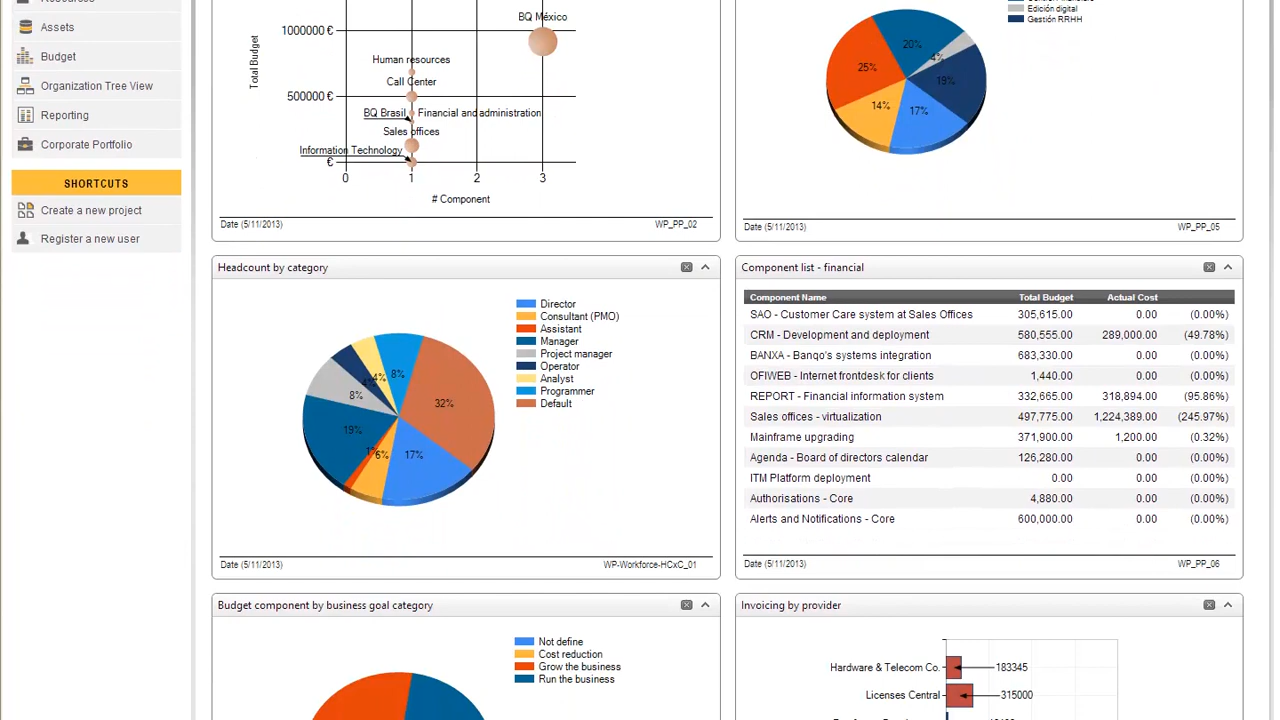 Assets
Budget
Organization Tree View
Reporting
Corporate Portfolio
SHORTCUTS
Create a new project
Register a new user
Total Budget
1000000 €
500000 €
€
BQ México
Human resources
Call Center
BQ Brasil
Financial and administration
Sales offices
Information Technology
0
1
2
3
# Component
Date (5/11/2013)
WP_PP_02
Edición digital
Gestión RRHH
20%
4%
25%
19%
14%
17%
Date (5/11/2013)
WP_PP_05
Headcount by category
Director
Consultant (PMO)
Assistant
Manager
Project manager
Operator
Analyst
Programmer
Default
8%
4%
4%
32%
8%
19%
1%
6%
17%
Date (5/11/2013)
WP-Workforce-HCxC_01
Component list - financial
Component Name Total Budget Actual Cost
SAO - Customer Care system at Sales Offices 305,615.00 0.00 (0.00%)
CRM - Development and deployment 580,555.00 289,000.00 (49.78%)
BANXA - Banqo's systems integration 683,330.00 0.00 (0.00%)
OFIWEB - Internet frontdesk for clients 1,440.00 0.00 (0.00%)
REPORT - Financial information system 332,665.00 318,894.00 (95.86%)
Sales offices - virtualization 497,775.00 1,224,389.00 (245.97%)
Mainframe upgrading 371,900.00 1,200.00 (0.32%)
Agenda - Board of directors calendar 126,280.00 0.00 (0.00%)
ITM Platform deployment 0.00 0.00 (0.00%)
Authorisations - Core 4,880.00 0.00 (0.00%)
Alerts and Notifications - Core 600,000.00 0.00 (0.00%)
Date (5/11/2013)
WP_PP_06
Budget component by business goal category
Not define
Cost reduction
Grow the business
Run the business
Invoicing by provider
Hardware & Telecom Co. 183345
Licenses Central 315000